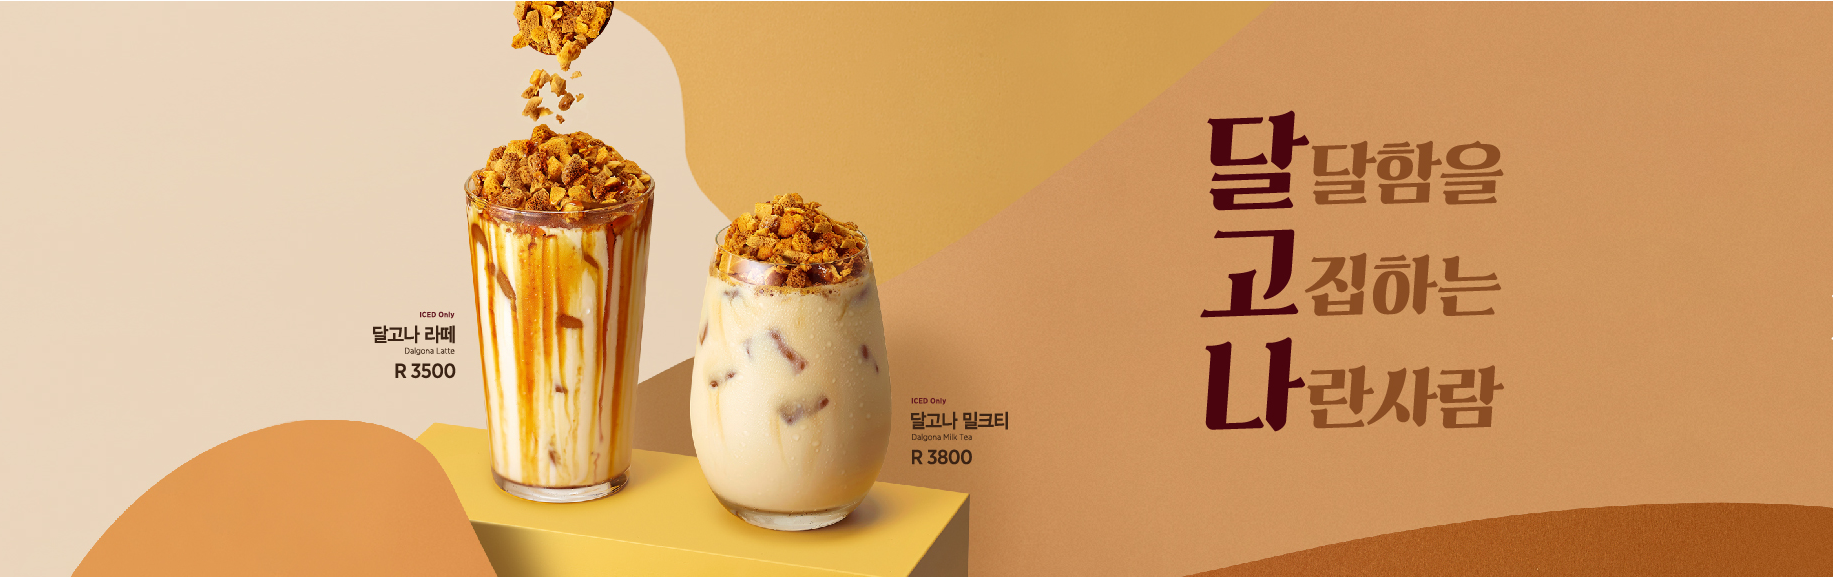 ICED Only
달고나 라떼
Dalgona Latte
R 3500
ICED Only
달고나 밀크티
Dalgona Milk Tea
R 3800
달달함을
고집하는
나란사람